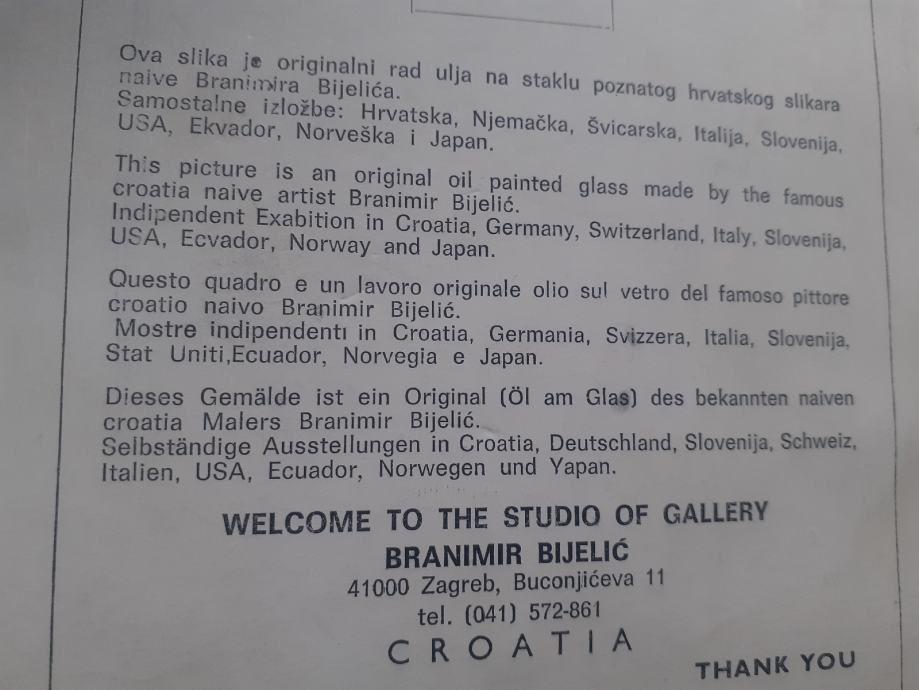 Ova slika je originalni rad ulja na staklu poznatog hrvatskog slikara
naive Branimira Bijelića.
Samostalne izložbe: Hrvatska, Njemačka, Švicarska, Italija, Slovenija,
USA, Ekvador, Norveška i Japan.
This picture is an original oil painted glass made by the famous
croatia naive artist Branimir Bijelić.
Indipendent Exabition in Croatia, Germany, Switzerland, Italy, Slovenija,
USA, Ecvador, Norway and Japan.
Questo quadro e un lavoro originale olio sul vetro del famoso pittore
croatio naivo Branimir Bijelić.
Mostre indipendenti in Croatia, Germania, Svizzera, Italia, Slovenija,
Stat Uniti,Ecuador, Norvegia e Japan.
Dieses Gemälde ist ein Original (Öl am Glas) des bekannten naiven
croatia Malers Branimir Bijelić.
Selbständige Ausstellungen in Croatia, Deutschland, Slovenija, Schweiz,
Italien, USA, Ecuador, Norwegen und Yapan.
WELCOME TO THE STUDIO OF GALLERY
BRANIMIR BIJELIĆ
41000 Zagreb, Buconjićeva 11
tel. (041) 572-861
CROATIA
THANK YOU